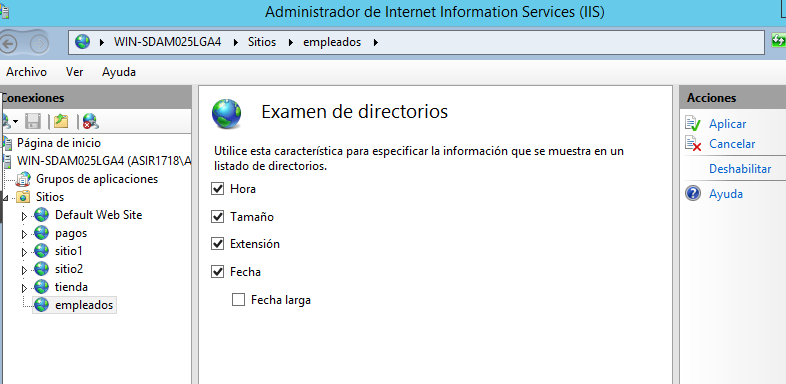 Administrador de Internet Information Services (IIS)
WIN-SDAM025LGA4 Sitios empleados
Archivo Ver Ayuda
Conexiones
Página de inicio
WIN-SDAM025LGA4 (ASIR1718\A
Grupos de aplicaciones
Sitios
Default Web Site
pagos
sitio1
sitio2
tienda
empleados
Examen de directorios
Utilice esta característica para especificar la información que se muestra en un
listado de directorios.
Hora
Tamaño
Extensión
Fecha
Fecha larga
Acciones
Aplicar
Cancelar
Deshabilitar
Ayuda